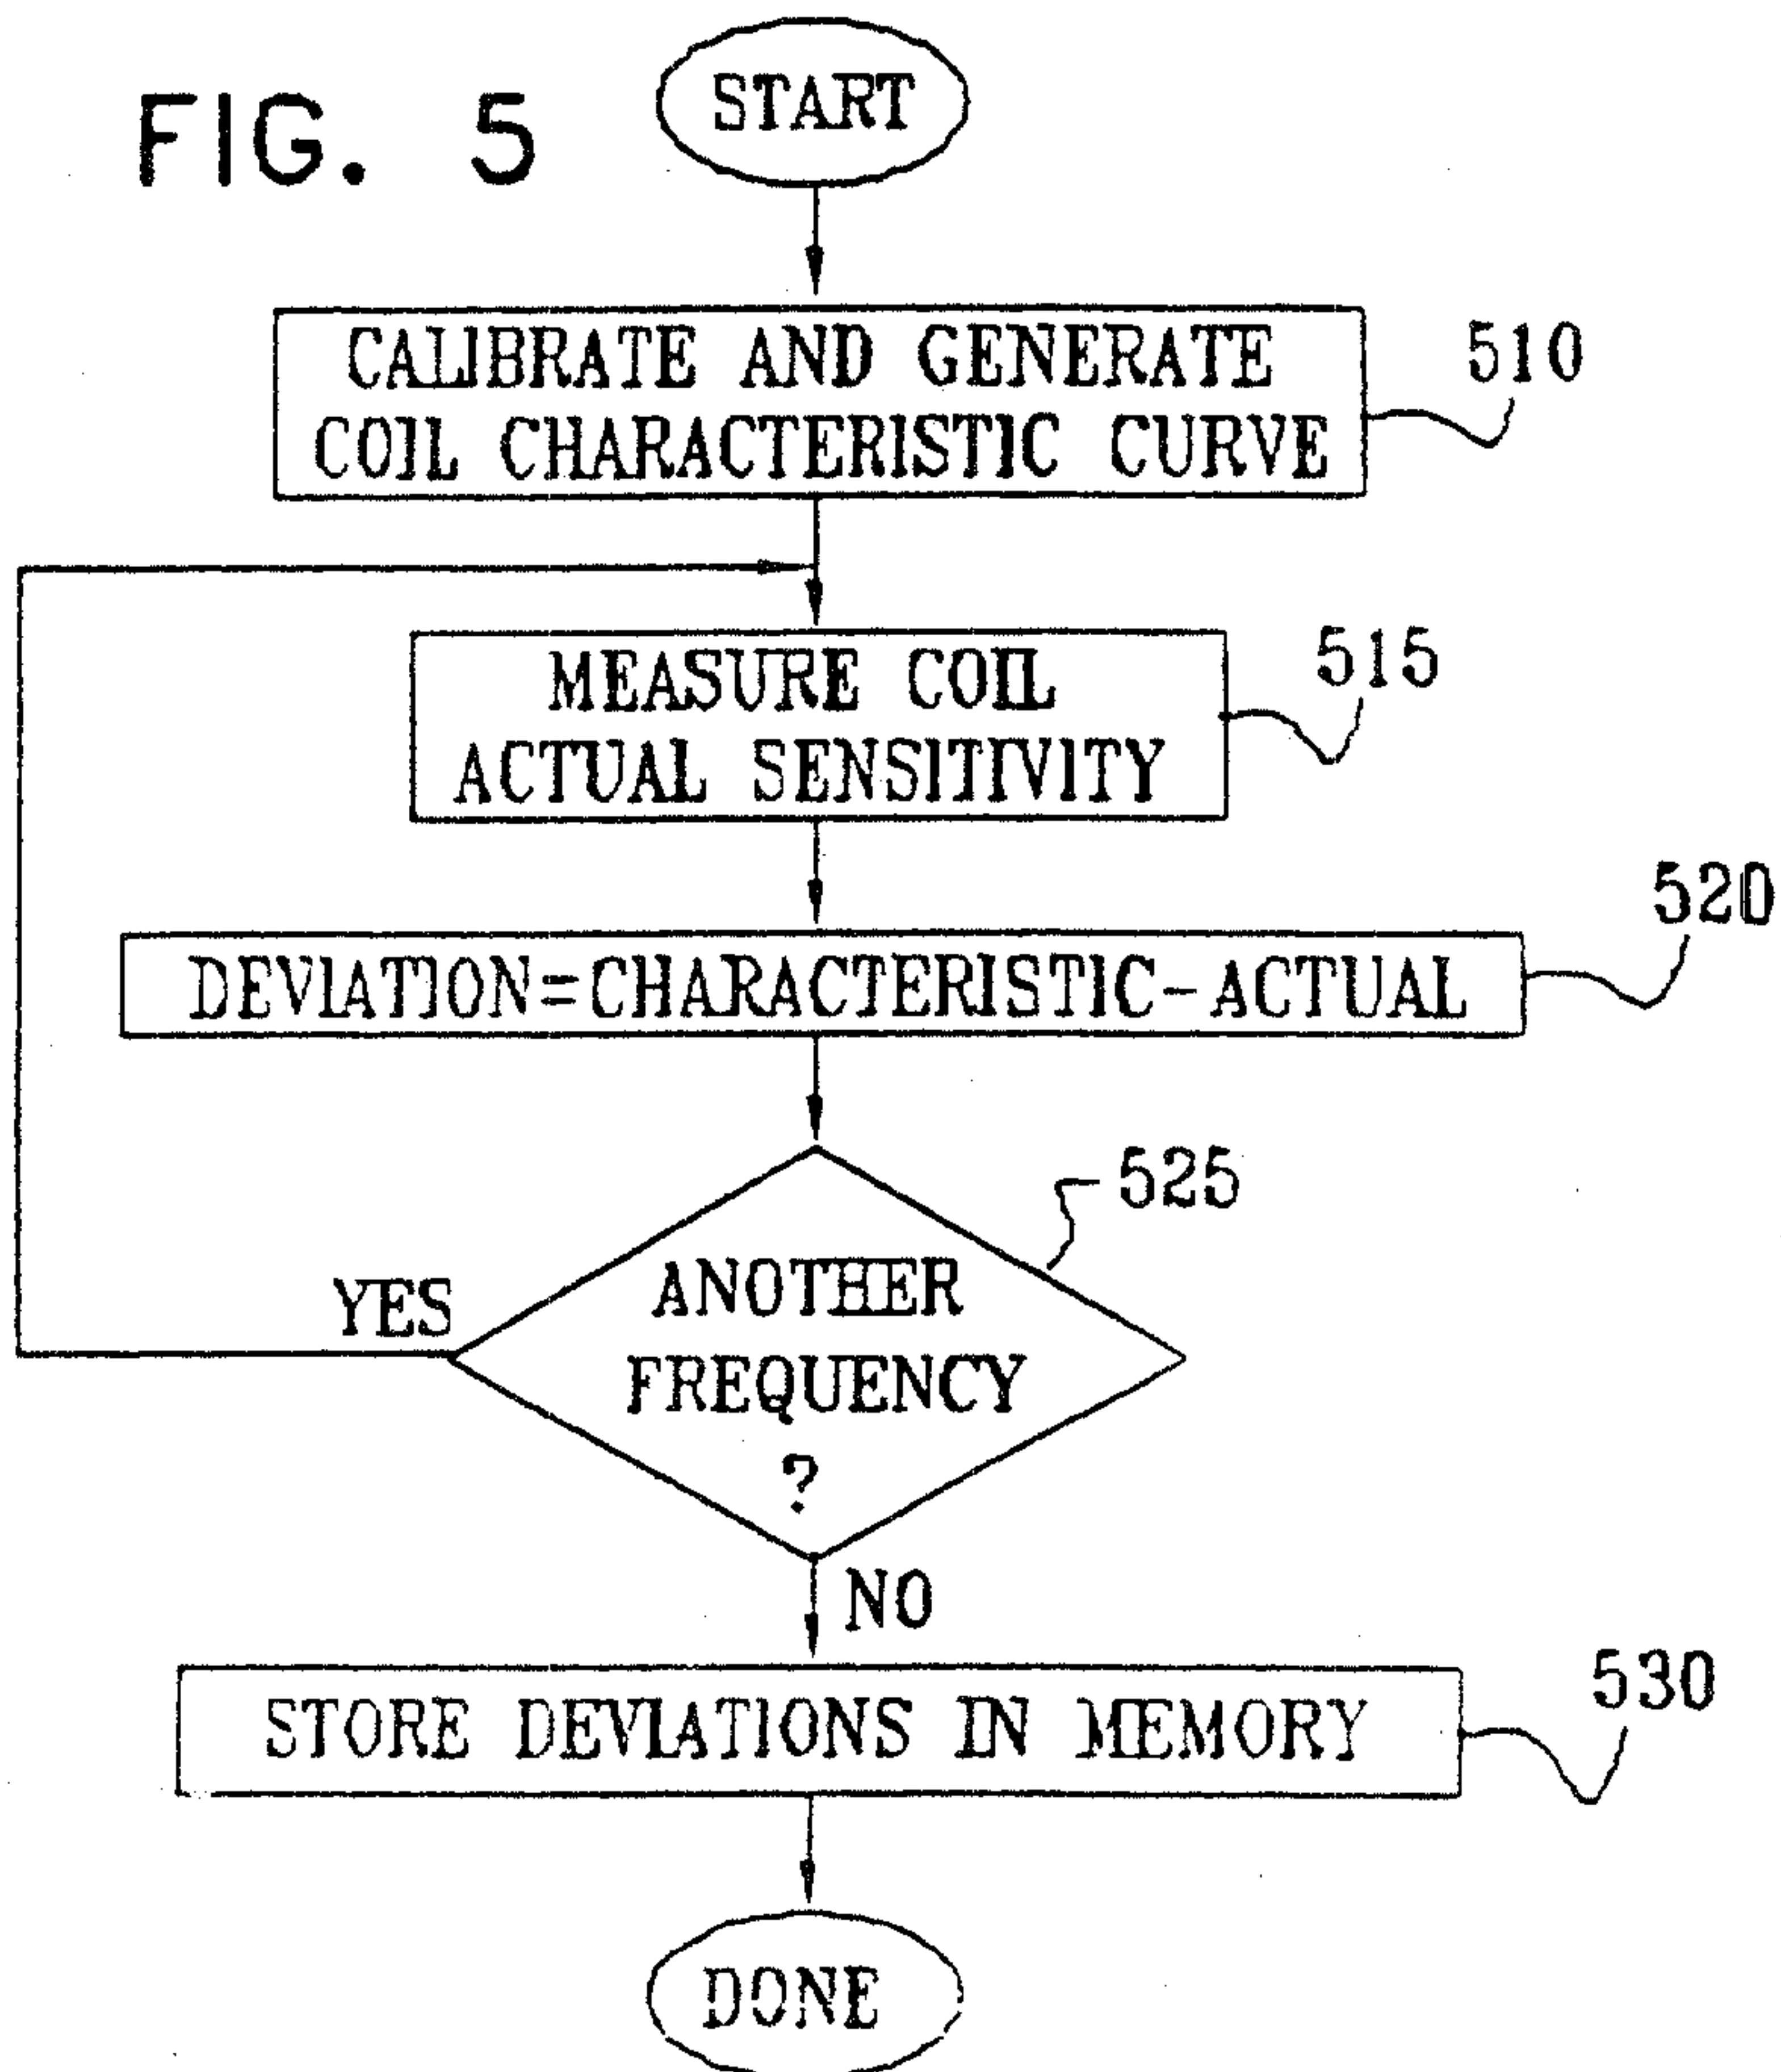 FIG. 5
START
CALIBRATE AND GENERATE
COIL CHARACTERISTIC CURVE
510
MEASURE COIL
ACTUAL SENSITIVITY
515
DEVIATION=CHARACTERISTIC-ACTUAL
520
ANOTHER
FREQUENCY
?
525
YES
NO
STORE DEVIATIONS IN MEMORY
530
DONE